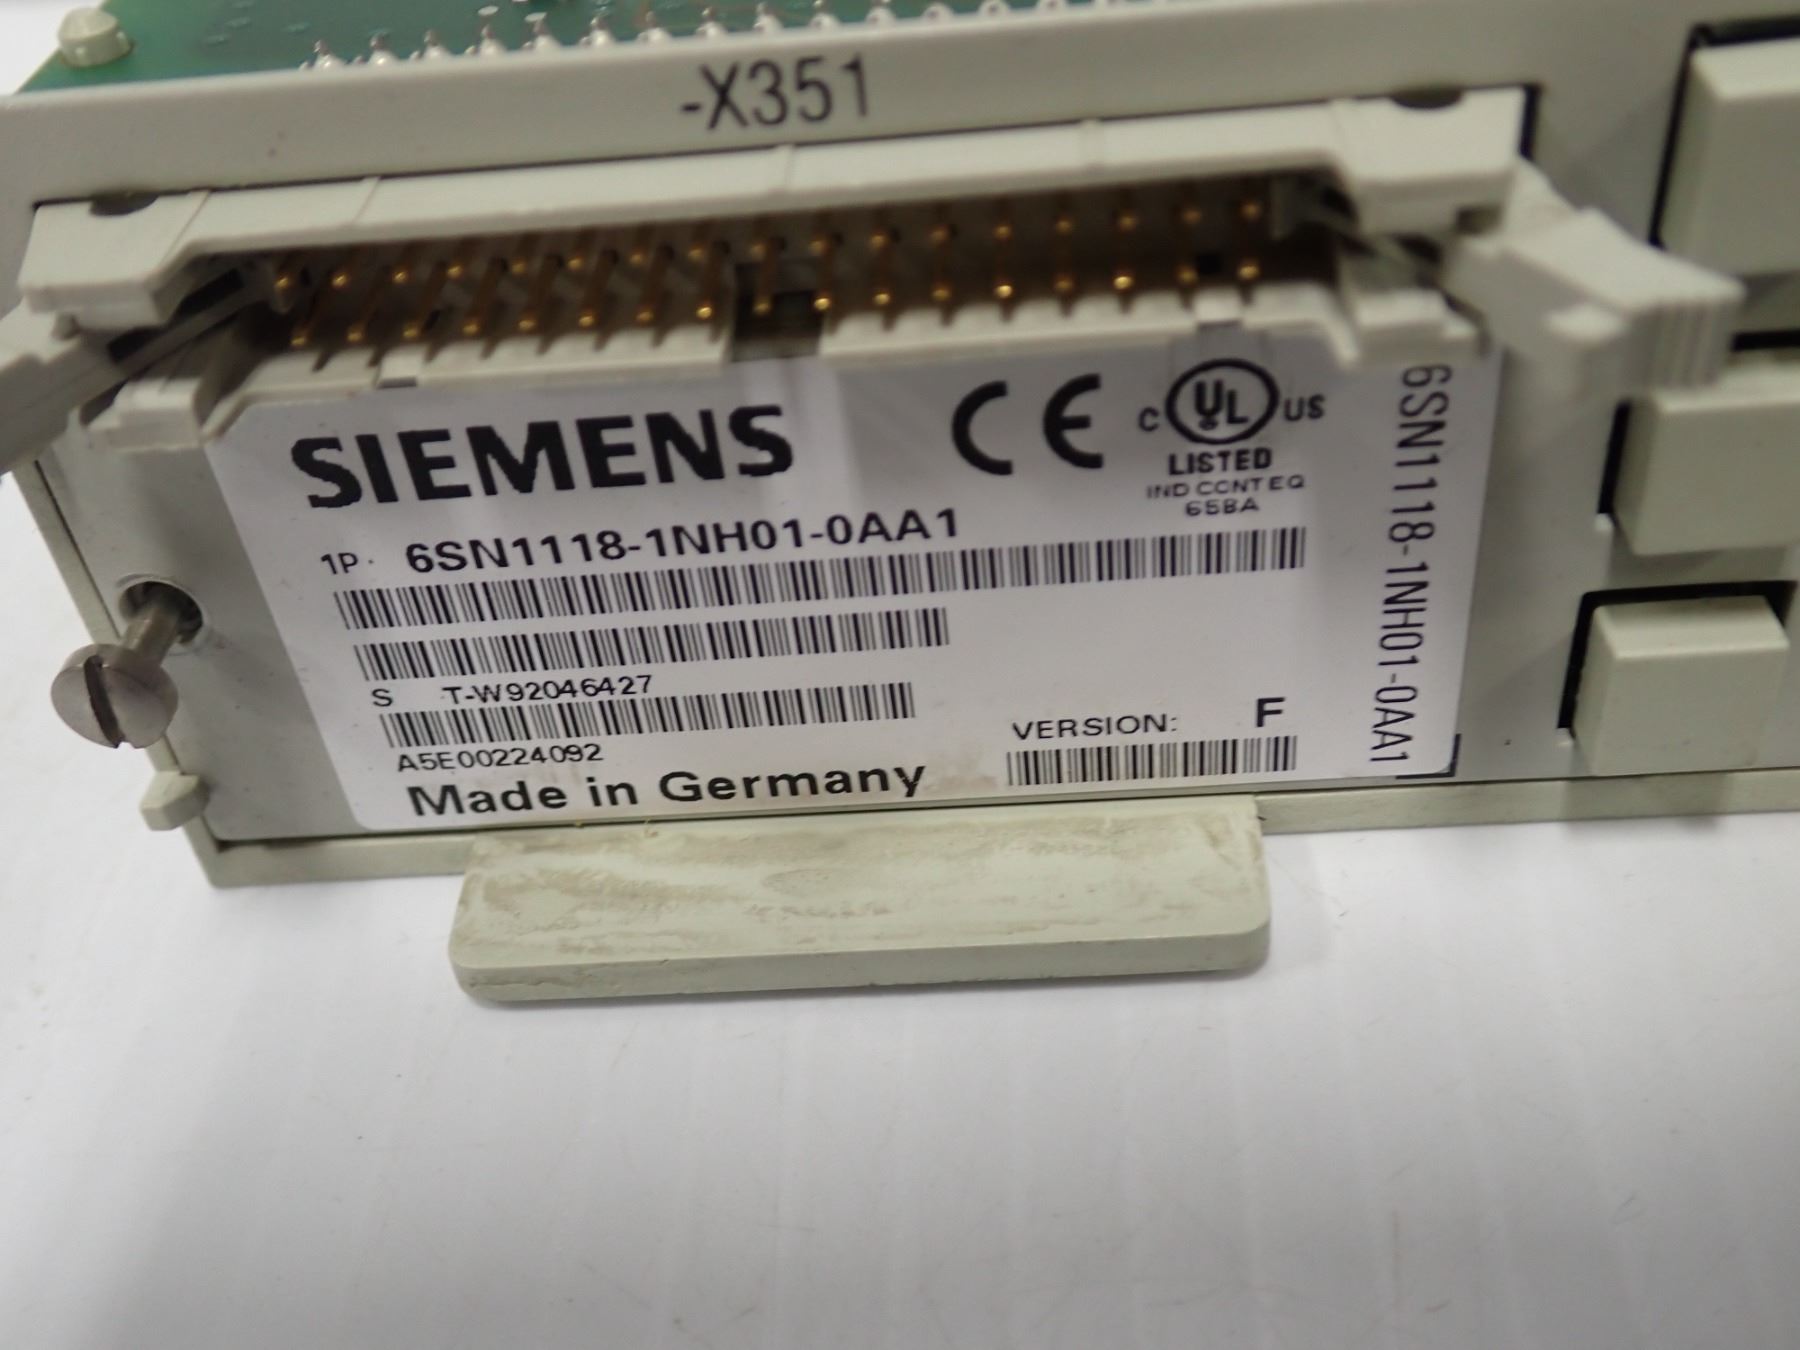 -X351
SIEMENS
CE
C UL US
LISTED
IND CONT EQ
65BA
1P. 6SN1118-1NH01-0AA1
S T-W92046427
A5E00224092
VERSION: F
Made in Germany
6SN1118-1NH01-0AA1